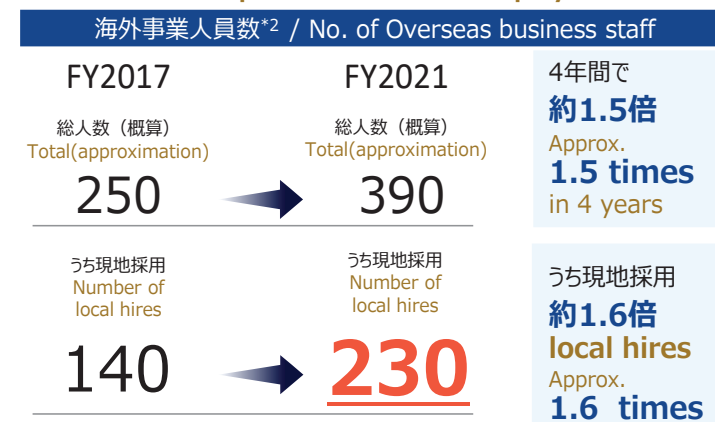 海外事業人員数*2 / No. of Overseas business staff
FY2017
総人数（概算）
Total(approximation)
250
FY2021
総人数（概算）
Total(approximation)
390
4年間で
約1.5倍
Approx.
1.5 times
in 4 years
うち現地採用
Number of
local hires
140
うち現地採用
Number of
local hires
230
うち現地採用
約1.6倍
local hires
Approx.
1.6 times